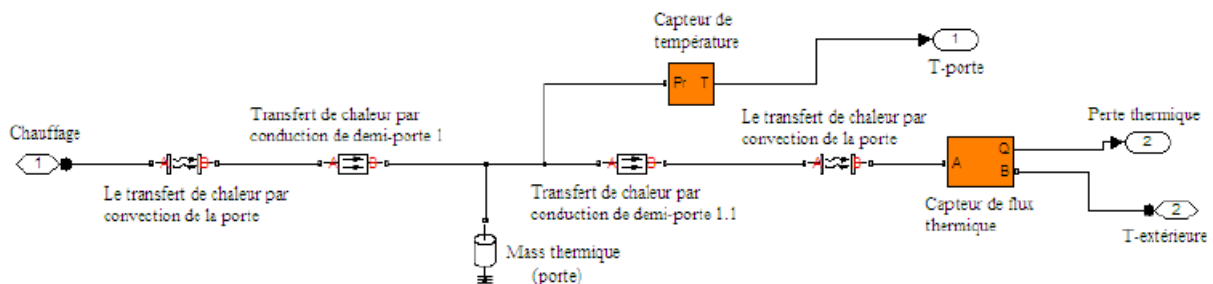 Capteur de
température
1
T-porte
Pr T
Transfert de chaleur par
conduction de demi-porte 1
Le transfert de chaleur par
convection de la porte
Perte thermique
Chauffage
1
A B
A B
A B
A B
A
Q
B
2
Le transfert de chaleur par
convection de la porte
Transfert de chaleur par
conduction de demi-porte 1.1
Capteur de flux
thermique
2
T-extérieure
Mass thermique
(porte)